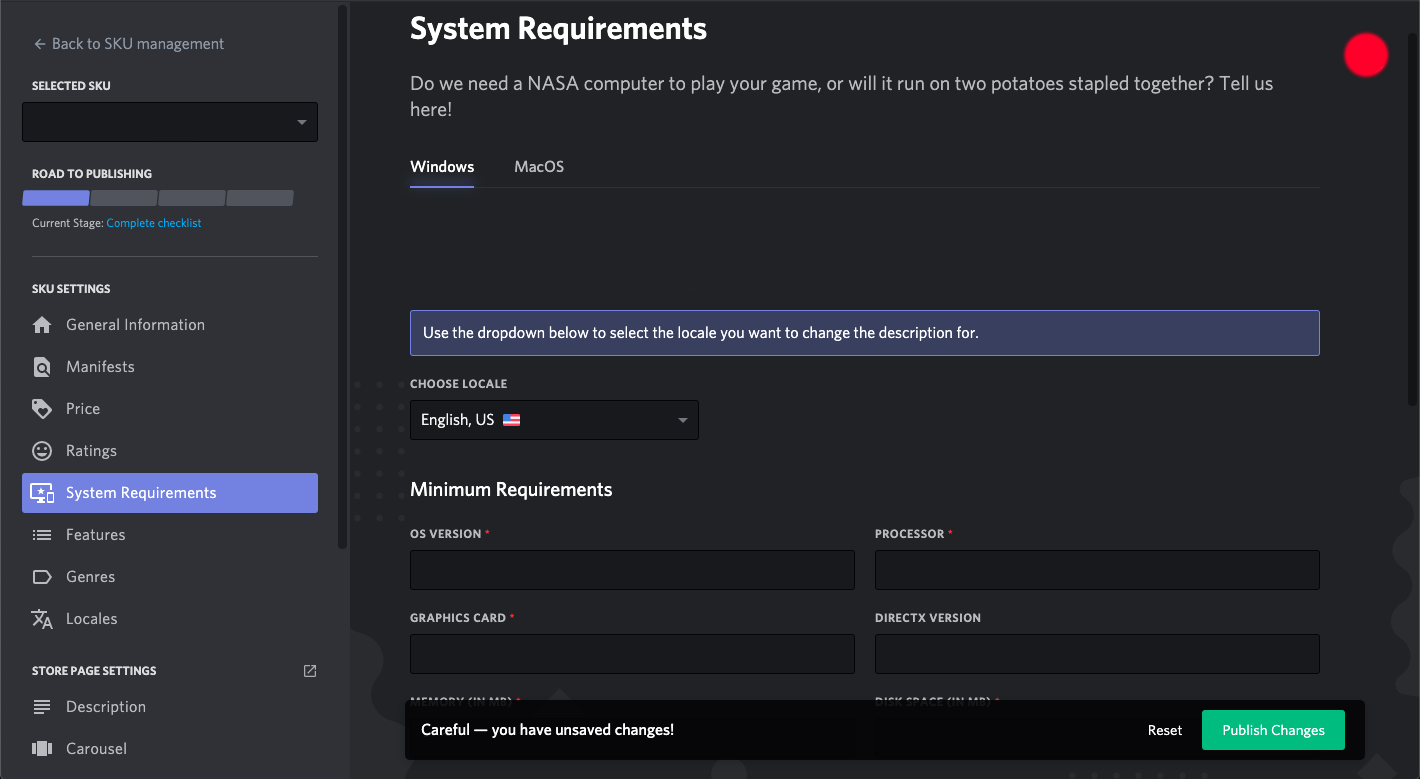 Back to SKU management
SELECTED SKU
ROAD TO PUBLISHING
Current Stage: Complete checklist
SKU SETTINGS
General Information
Manifests
Price
Ratings
System Requirements
Features
Genres
Locales
STORE PAGE SETTINGS
Description
Carousel
System Requirements
Do we need a NASA computer to play your game, or will it run on two potatoes stapled together? Tell us
here!
Windows MacOS
Use the dropdown below to select the locale you want to change the description for.
CHOOSE LOCALE
English, US
Minimum Requirements
OS VERSION * PROCESSOR *
GRAPHICS CARD * DIRECTX VERSION
MEMORY (IN MB) * DISK SPACE (IN MB) *
Careful — you have unsaved changes! Reset Publish Changes